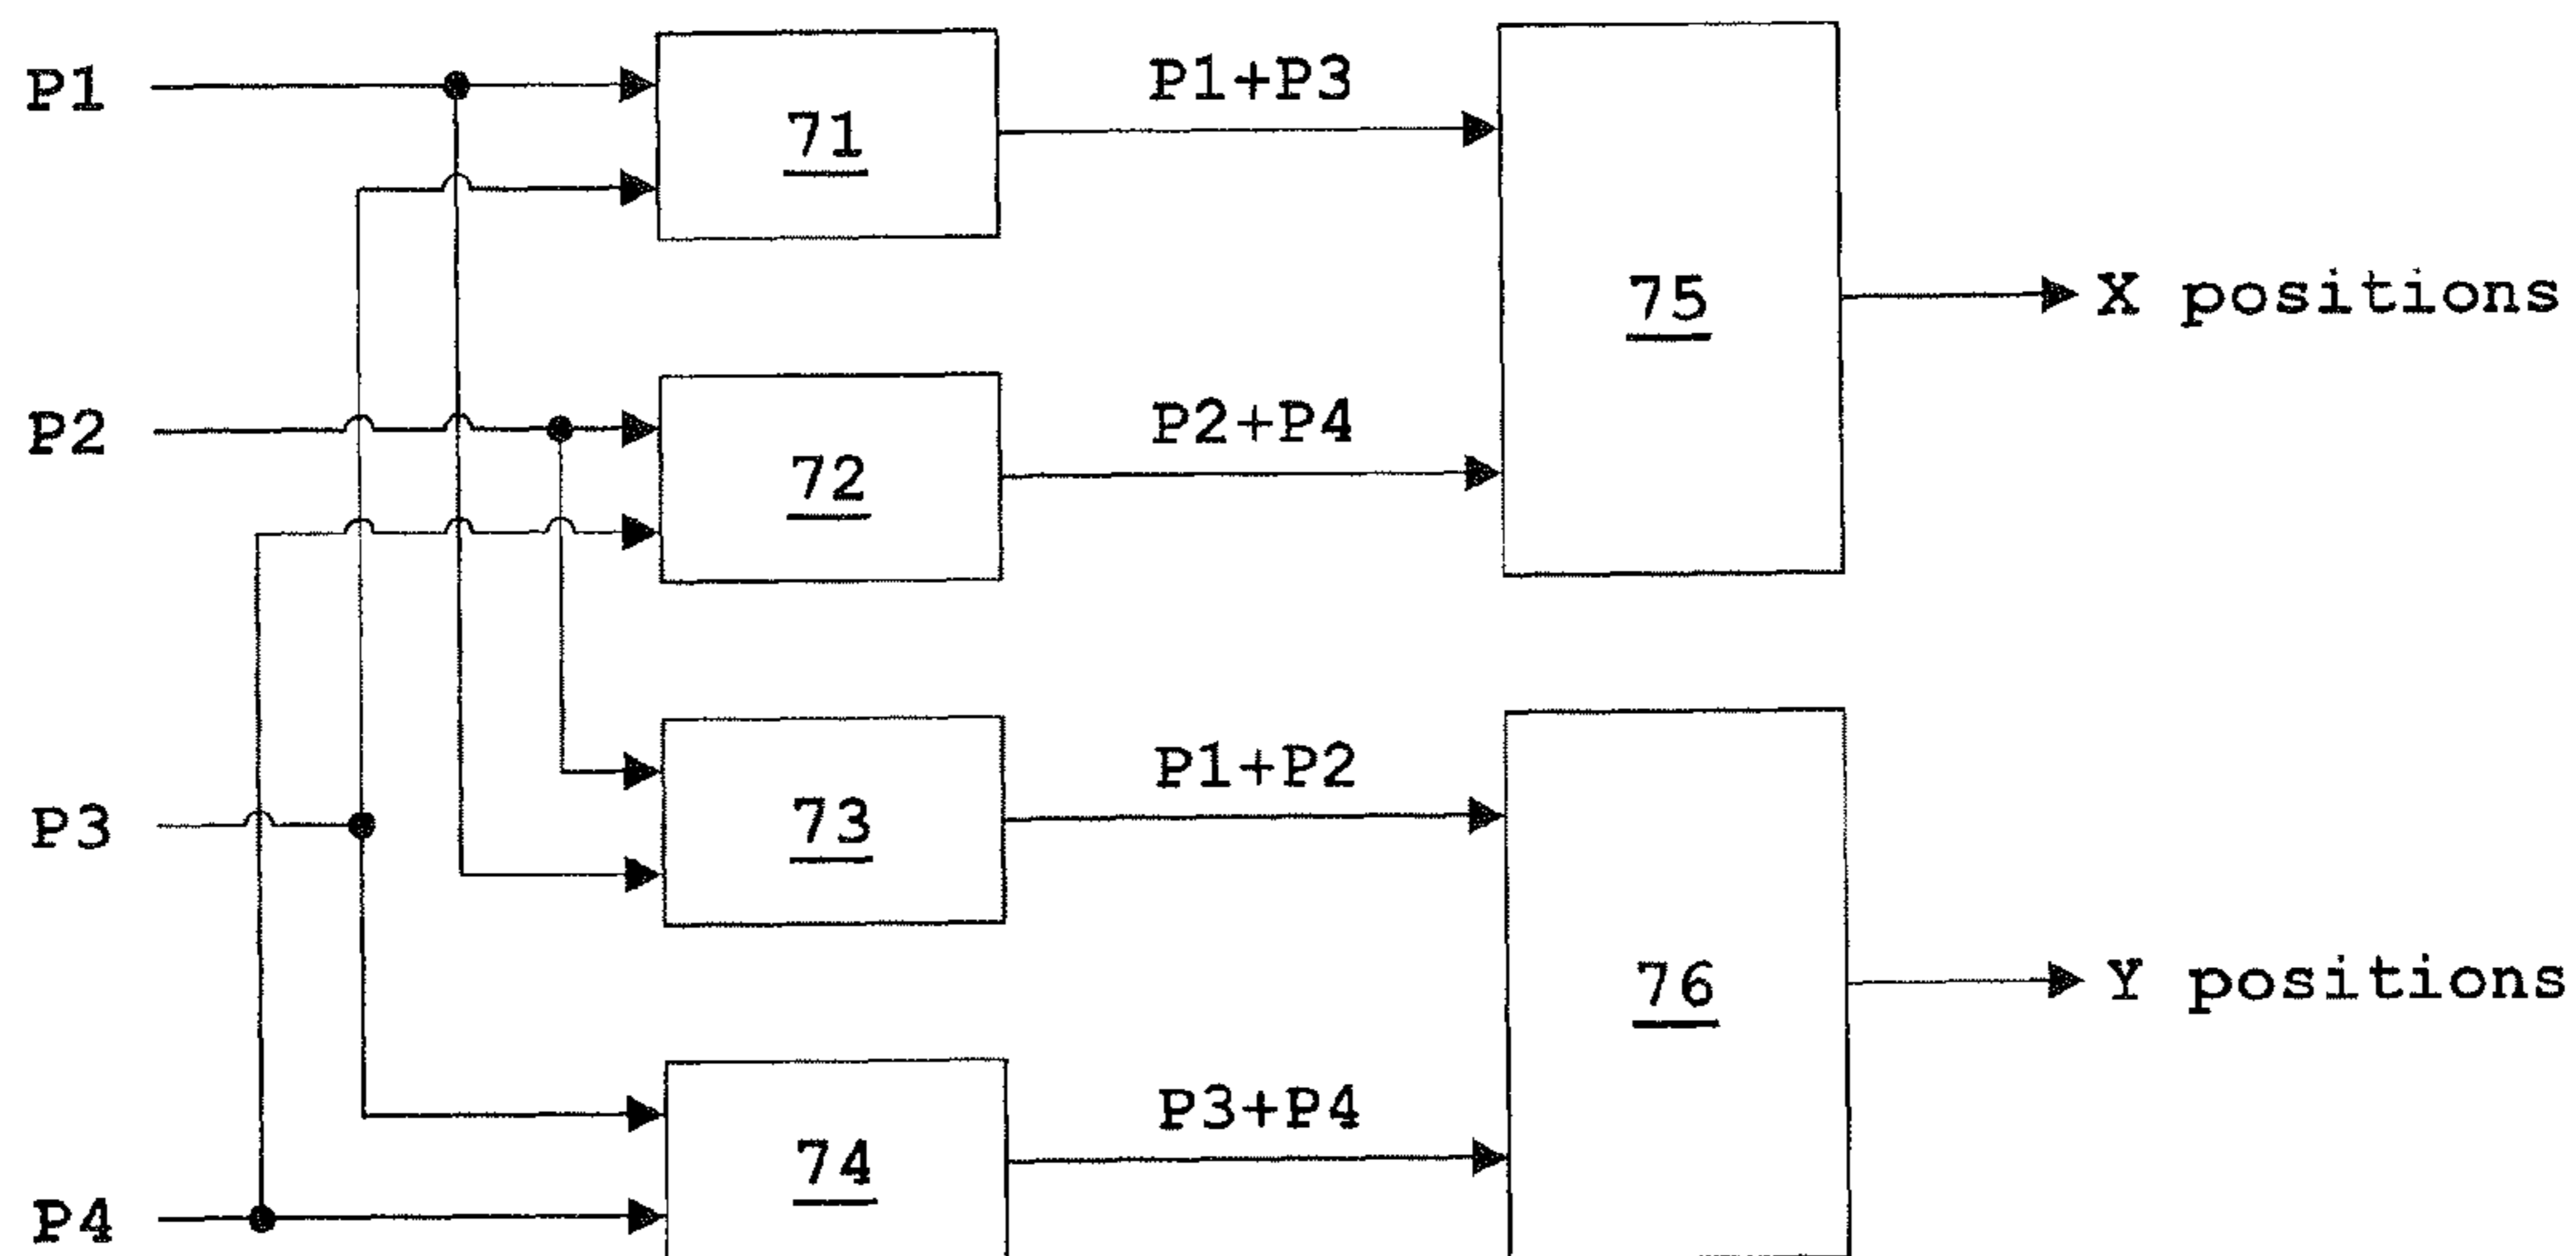 P1
71
P1+P3
75
X positions
P2
72
P2+P4
P3
73
P1+P2
76
Y positions
P4
74
P3+P4